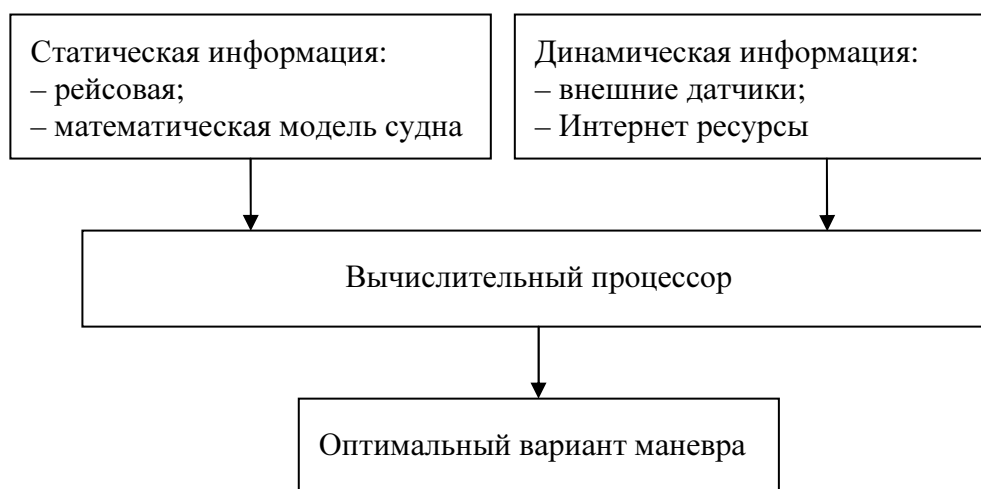 Статическая информация:
– рейсовая;
– математическая модель судна
Динамическая информация:
– внешние датчики;
– Интернет ресурсы
Вычислительный процессор
Оптимальный вариант маневра